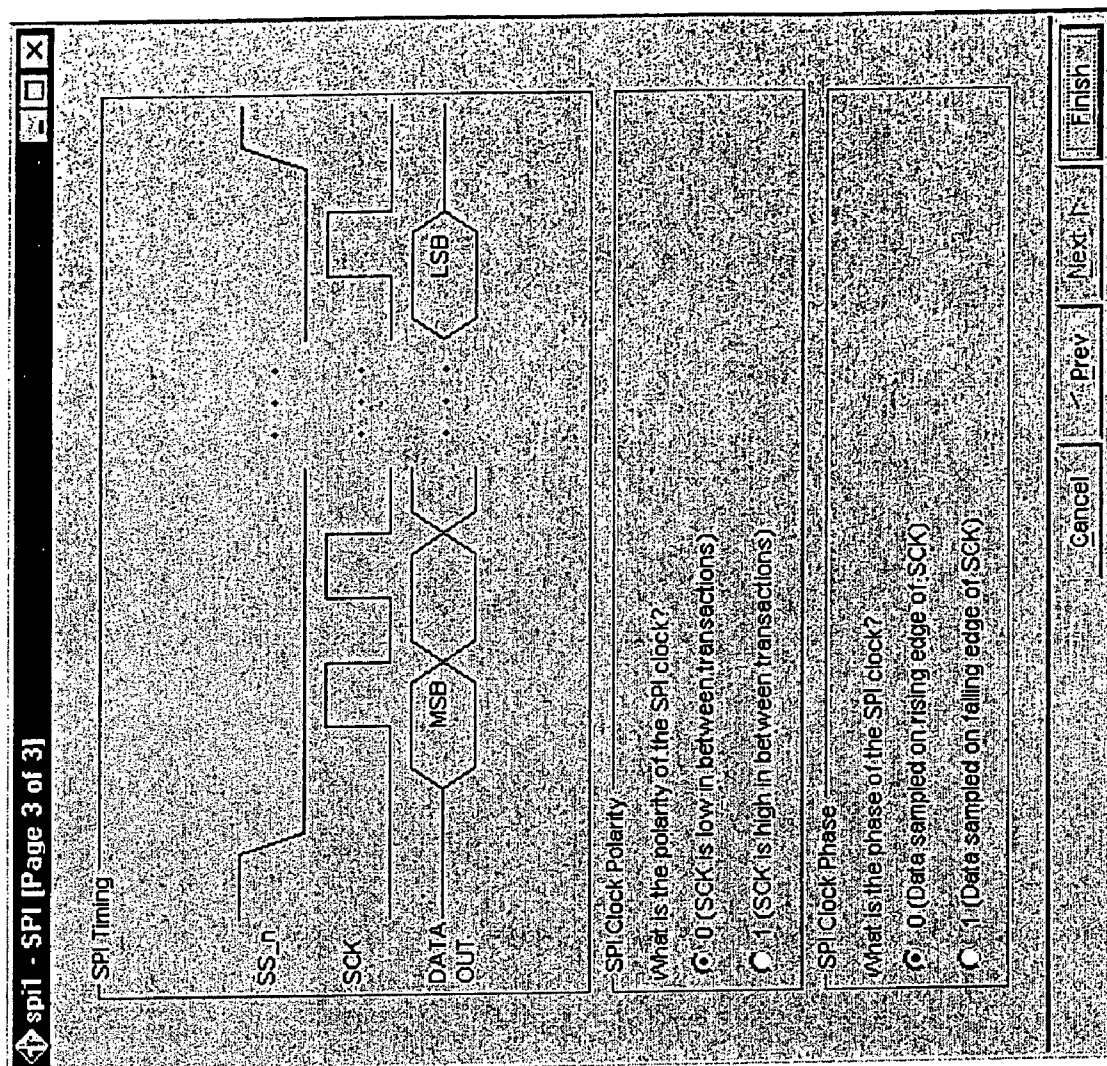 spi1 - SPI [Page 3 of 3]
SPI Timing
SS_n
SCK
DATA
OUT
MSB
LSB
SPI Clock Polarity
What is the polarity of the SPI clock?
0 (SCK is low in between transactions)
1 (SCK is high in between transactions)
SPI Clock Phase
What is the phase of the SPI clock?
0 (Data sampled on rising edge of SCK)
1 (Data sampled on falling edge of SCK)
Cancel
< Prev
Next >
Finish